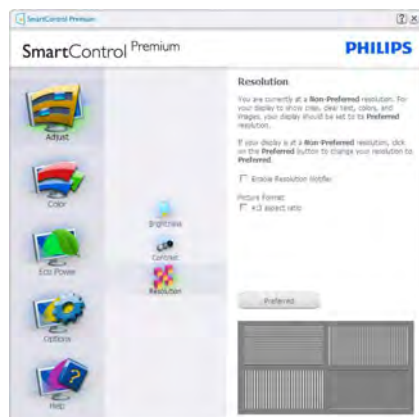 SmartControl Premium
SmartControl Premium
PHILIPS
Adjust
Color
Eco Power
Options
Help
Brightness
Contrast
Resolution
Resolution
You are currently at a Non-Preferred resolution. For
your display to show crisp, clear text, colors, and
images, your display should be set to its Preferred
resolution.
If your display is at a Non-Preferred resolution, click
on the Preferred button to change your resolution to
Preferred.
Enable Resolution Notifier
Picture Format
4:3 aspect ratio
Preferred